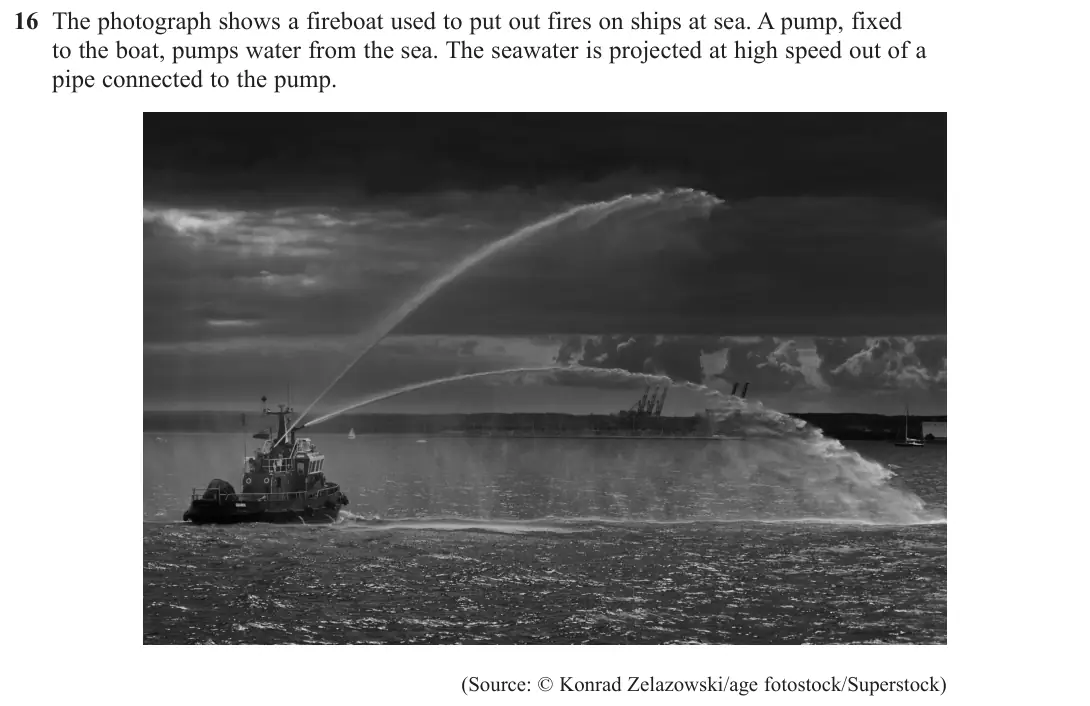 16 The photograph shows a fireboat used to put out fires on ships at sea. A pump, fixed
to the boat, pumps water from the sea. The seawater is projected at high speed out of a
pipe connected to the pump.
(Source: © Konrad Zelazowski/age fotostock/Superstock)